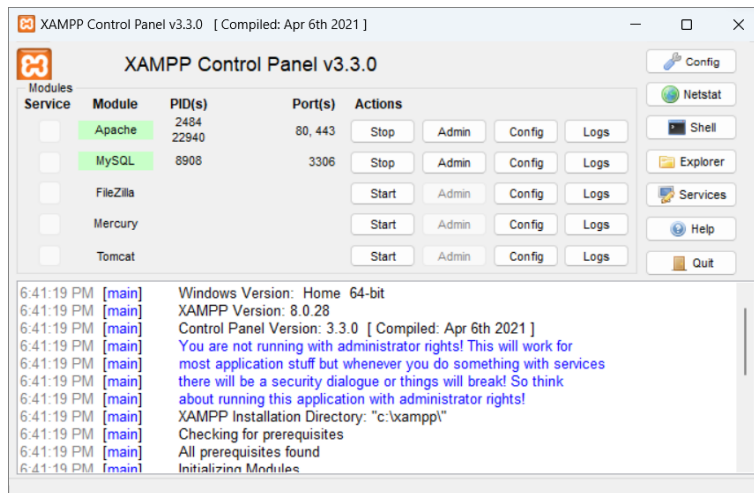 XAMPP Control Panel v3.3.0 [ Compiled: Apr 6th 2021 ]
XAMPP Control Panel v3.3.0
Config
Modules
Netstat
Service Module PID(s) Port(s) Actions
Apache 2484 22940 80, 443 Stop Admin Config Logs
Shell
MySQL 8908 3306 Stop Admin Config Logs
Explorer
FileZilla Start Admin Config Logs
Services
Mercury Start Admin Config Logs
Help
Tomcat Start Admin Config Logs
Quit
6:41:19 PM [main] Windows Version: Home 64-bit
6:41:19 PM [main] XAMPP Version: 8.0.28
6:41:19 PM [main] Control Panel Version: 3.3.0 [ Compiled: Apr 6th 2021 ]
6:41:19 PM [main] You are not running with administrator rights! This will work for
6:41:19 PM [main] most application stuff but whenever you do something with services
6:41:19 PM [main] there will be a security dialogue or things will break! So think
6:41:19 PM [main] about running this application with administrator rights!
6:41:19 PM [main] XAMPP Installation Directory: "c:\xampp\"
6:41:19 PM [main] Checking for prerequisites
6:41:19 PM [main] All prerequisites found
6:41:19 PM [main] Initializing Modules